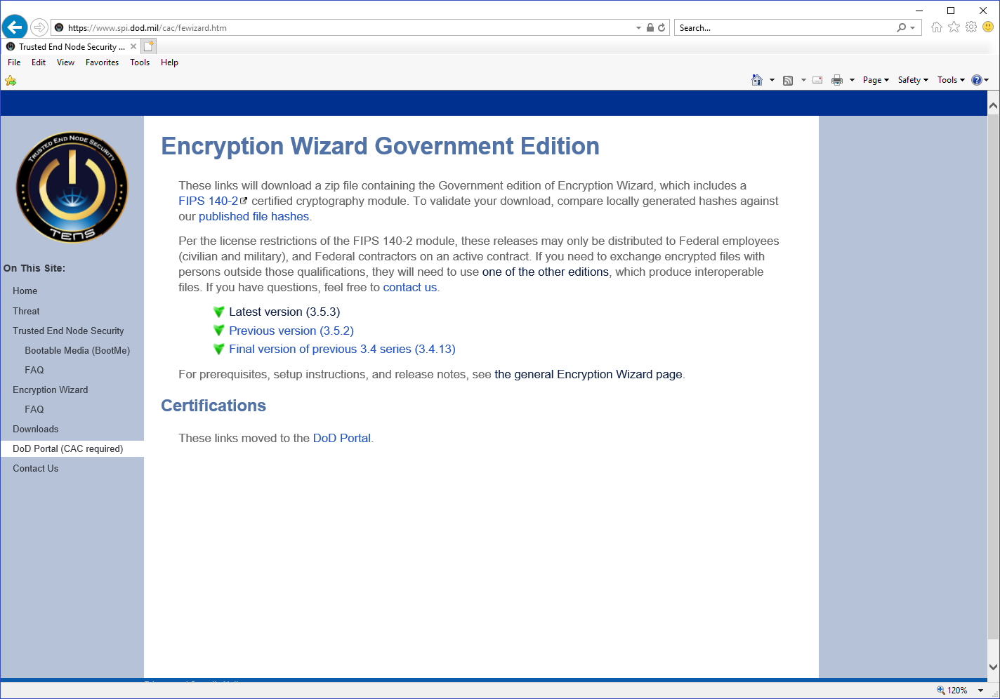 https://www.spi.dod.mil/cac/fewizard.htm
Search...
Trusted End Node Security ...
File Edit View Favorites Tools Help
Page Safety Tools
TRUSTED END NODE SECURITY
TENS
On This Site:
Home
Threat
Trusted End Node Security
Bootable Media (BootMe)
FAQ
Encryption Wizard
FAQ
Downloads
DoD Portal (CAC required)
Contact Us
Encryption Wizard Government Edition
These links will download a zip file containing the Government edition of Encryption Wizard, which includes a
FIPS 140-2 certified cryptography module. To validate your download, compare locally generated hashes against
our published file hashes.
Per the license restrictions of the FIPS 140-2 module, these releases may only be distributed to Federal employees
(civilian and military), and Federal contractors on an active contract. If you need to exchange encrypted files with
persons outside those qualifications, they will need to use one of the other editions, which produce interoperable
files. If you have questions, feel free to contact us.
Latest version (3.5.3)
Previous version (3.5.2)
Final version of previous 3.4 series (3.4.13)
For prerequisites, setup instructions, and release notes, see the general Encryption Wizard page.
Certifications
These links moved to the DoD Portal.
120%